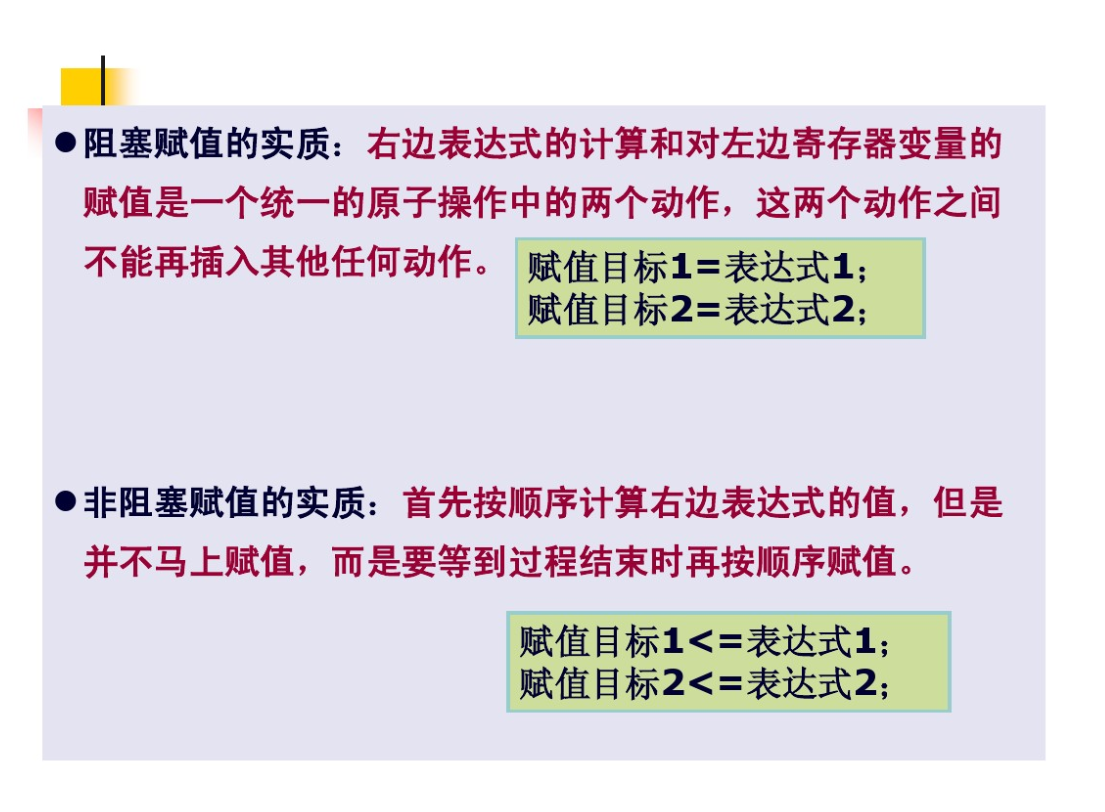 ●阻塞赋值的实质：右边表达式的计算和对左边寄存器变量的
赋值是一个统一的原子操作中的两个动作，这两个动作之间
不能再插入其他任何动作。
赋值目标1=表达式1；
赋值目标2=表达式2；
●非阻塞赋值的实质：首先按顺序计算右边表达式的值，但是
并不马上赋值，而是要等到过程结束时再按顺序赋值。
赋值目标1<=表达式1；
赋值目标2<=表达式2；